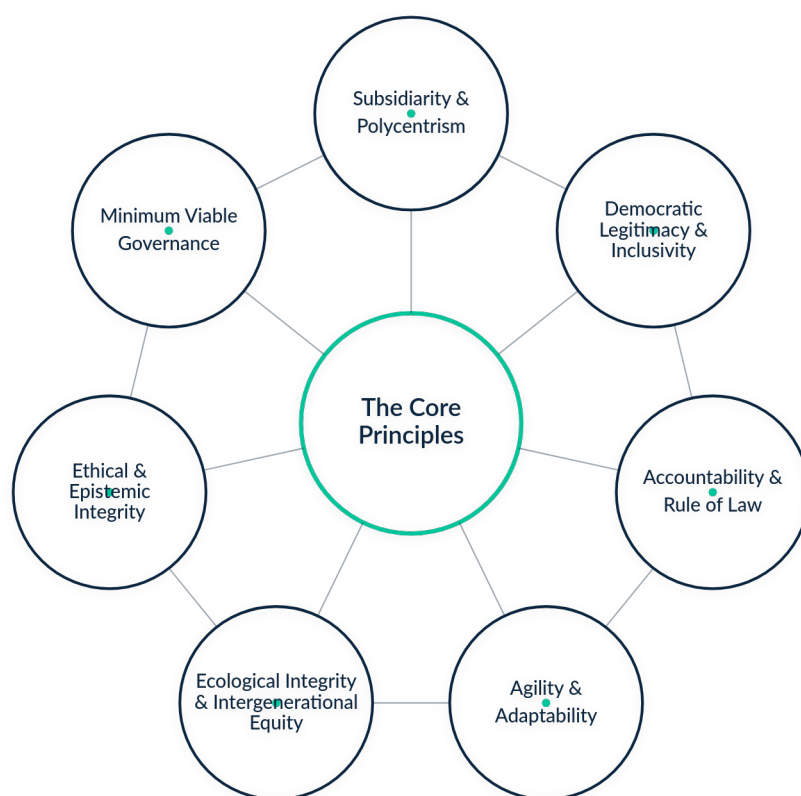 Subsidiarity &
Polycentrism
Minimum Viable
Governance
Democratic
Legitimacy &
Inclusivity
The Core
Principles
Ethical &
Epistemic
Integrity
Accountability &
Rule of Law
Ecological Integrity
& Intergenerational
Equity
Agility &
Adaptability